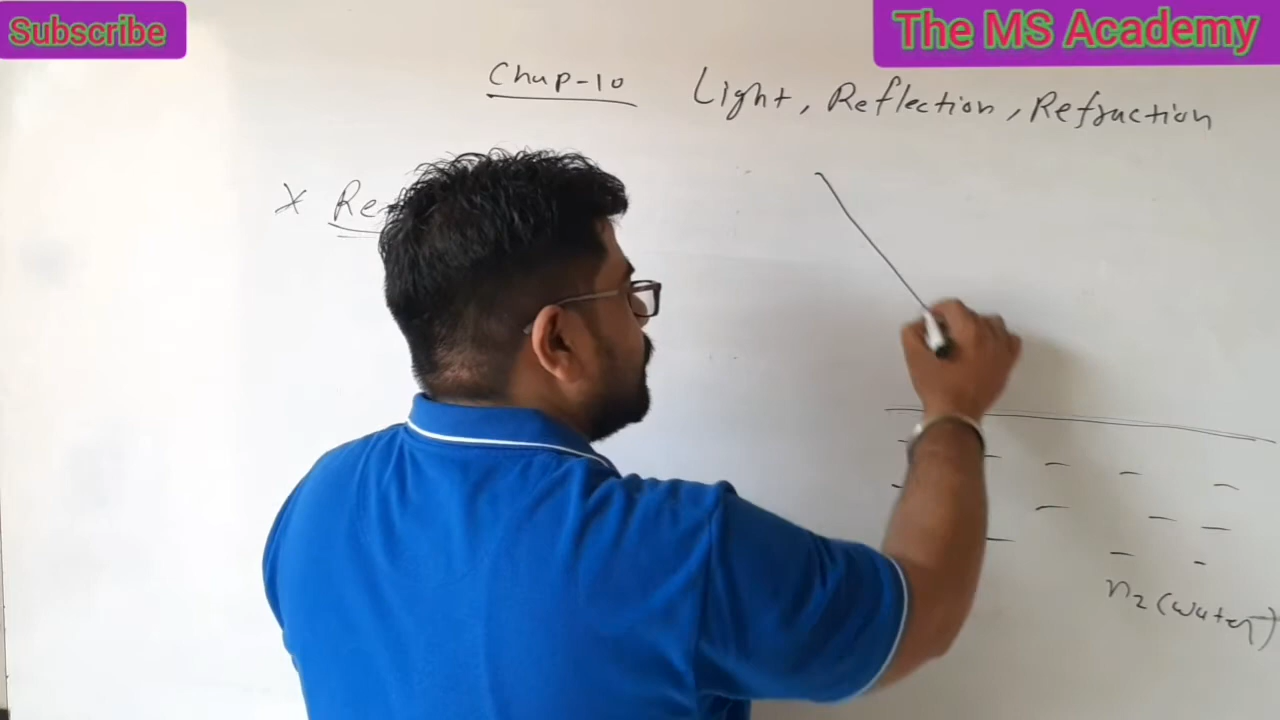 Subscribe
The MS Academy
Chap-10 Light, Reflection, Refraction
X
n2 (water)